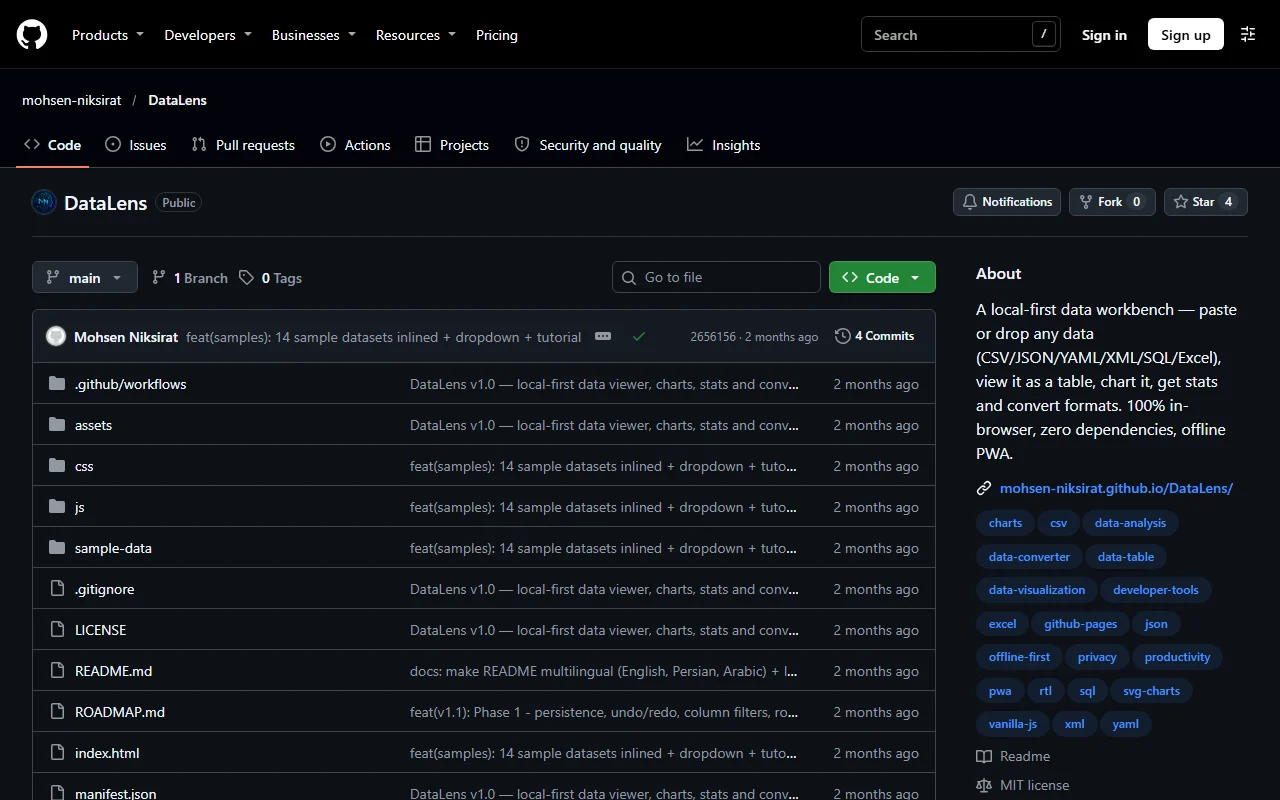 Products Developers Businesses Resources Pricing Search / Sign in Sign up
mohsen-niksirat / DataLens
Code Issues Pull requests Actions Projects Security and quality Insights
DataLens Public Notifications Fork 0 Star 4
main 1 Branch 0 Tags Go to file Code
Mohsen Niksirat feat(samples): 14 sample datasets inlined + dropdown + tutorial 2656156 · 2 months ago 4 Commits
.github/workflows DataLens v1.0 — local-first data viewer, charts, stats and conv... 2 months ago
assets DataLens v1.0 — local-first data viewer, charts, stats and conv... 2 months ago
css feat(samples): 14 sample datasets inlined + dropdown + tuto... 2 months ago
js feat(samples): 14 sample datasets inlined + dropdown + tuto... 2 months ago
sample-data feat(samples): 14 sample datasets inlined + dropdown + tuto... 2 months ago
.gitignore DataLens v1.0 — local-first data viewer, charts, stats and conv... 2 months ago
LICENSE DataLens v1.0 — local-first data viewer, charts, stats and conv... 2 months ago
README.md docs: make README multilingual (English, Persian, Arabic) + l... 2 months ago
ROADMAP.md feat(v1.1): Phase 1 - persistence, undo/redo, column filters, ro... 2 months ago
index.html feat(samples): 14 sample datasets inlined + dropdown + tuto... 2 months ago
manifest.json DataLens v1.0 — local-first data viewer, charts, stats and conv... 2 months ago
About
A local-first data workbench — paste
or drop any data
(CSV/JSON/YAML/XML/SQL/Excel),
view it as a table, chart it, get stats
and convert formats. 100% in-
browser, zero dependencies, offline
PWA.
mohsen-niksirat.github.io/DataLens/
charts csv data-analysis
data-converter data-table
data-visualization developer-tools
excel github-pages json
offline-first privacy productivity
pwa rtl sql svg-charts
vanilla-js xml yaml
Readme
MIT license